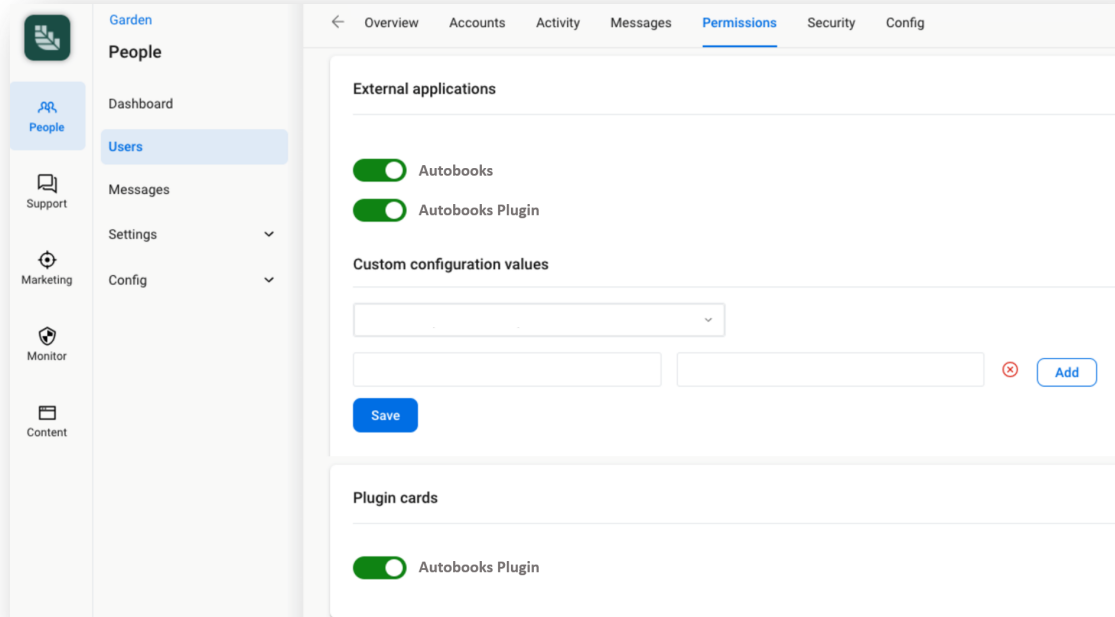 Garden
People
Dashboard
Users
Messages
Settings
Config
People
Support
Marketing
Monitor
Content
Overview Accounts Activity Messages Permissions Security Config
External applications
Autobooks
Autobooks Plugin
Custom configuration values
Add
Save
Plugin cards
Autobooks Plugin